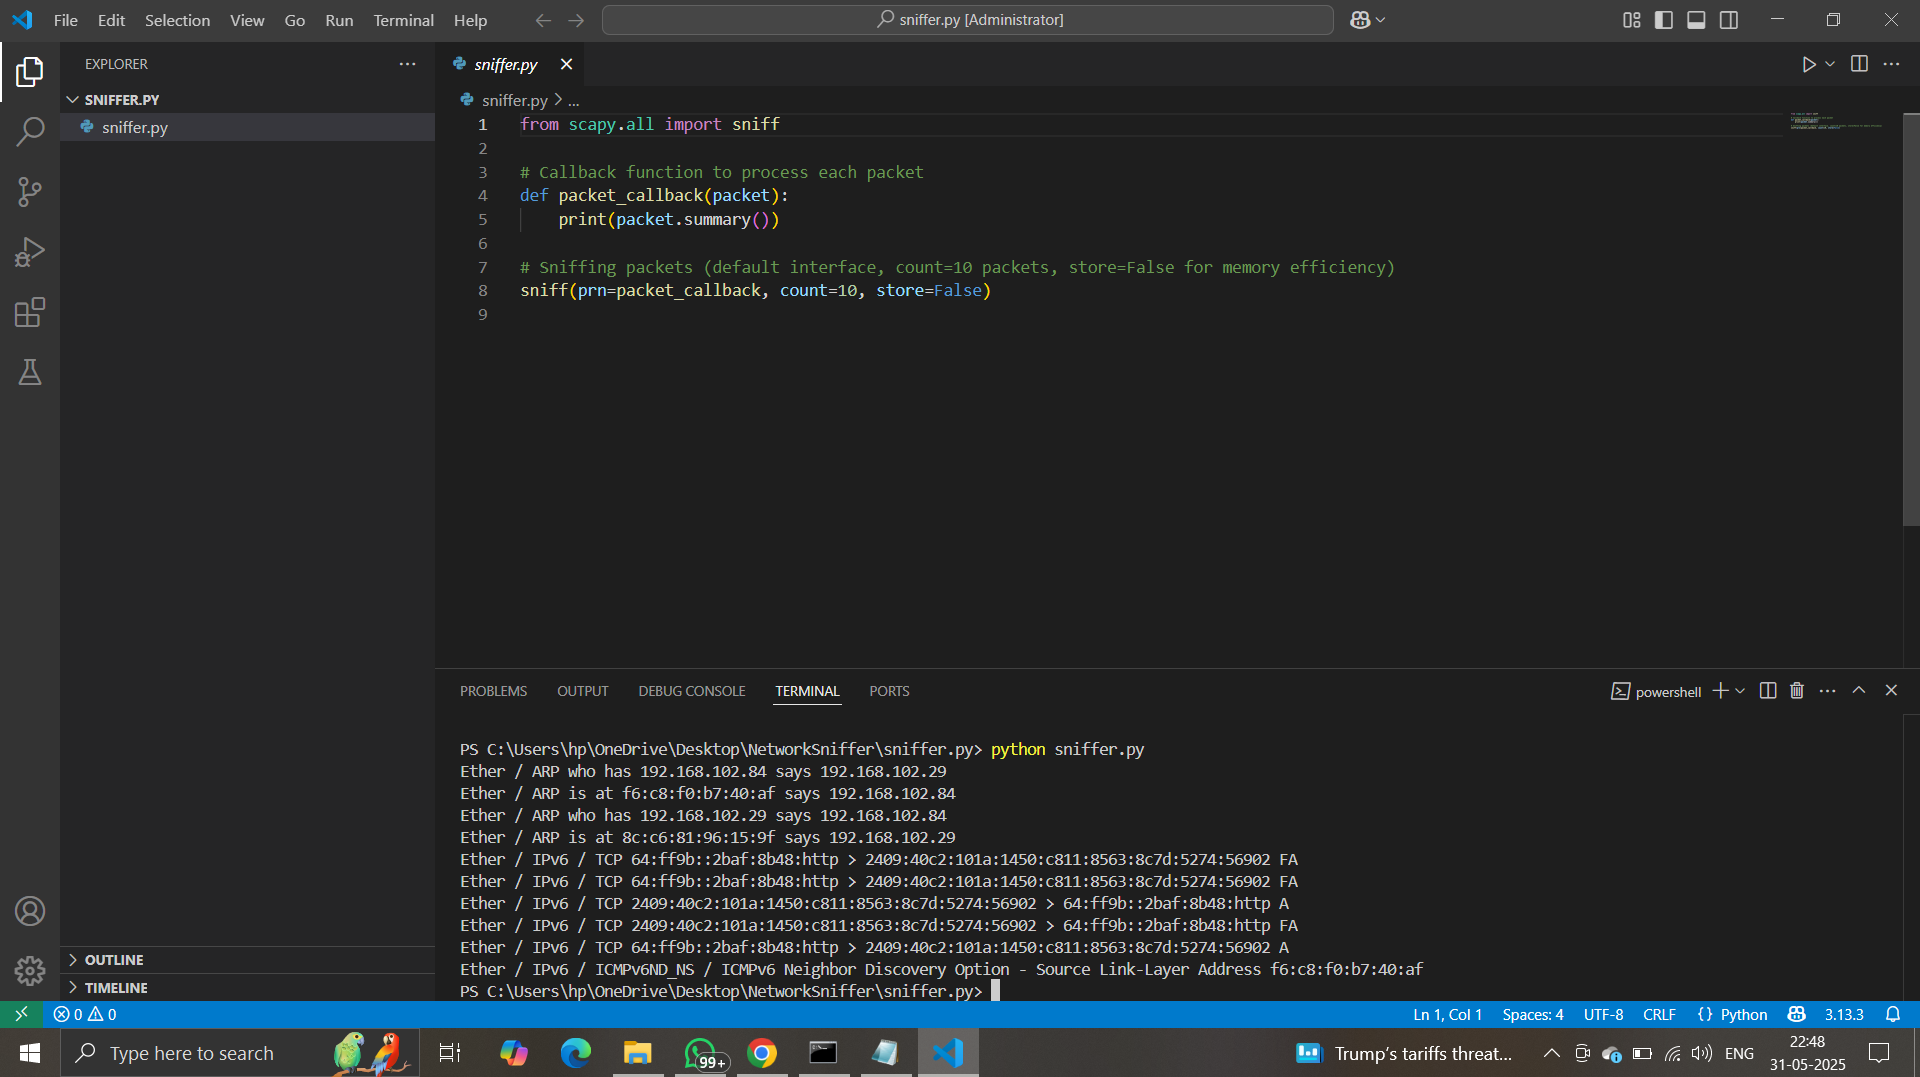 File Edit Selection View Go Run Terminal Help
sniffer.py [Administrator]
EXPLORER
SNIFFER.PY
sniffer.py
sniffer.py
sniffer.py > ...
1 from scapy.all import sniff
2
3 # Callback function to process each packet
4 def packet_callback(packet):
5     print(packet.summary())
6
7 # Sniffing packets (default interface, count=10 packets, store=False for memory efficiency)
8 sniff(prn=packet_callback, count=10, store=False)
9
PROBLEMS OUTPUT DEBUG CONSOLE TERMINAL PORTS
powershell
PS C:\Users\hp\OneDrive\Desktop\NetworkSniffer\sniffer.py> python sniffer.py
Ether / ARP who has 192.168.102.84 says 192.168.102.29
Ether / ARP is at f6:c8:f0:b7:40:af says 192.168.102.84
Ether / ARP who has 192.168.102.29 says 192.168.102.84
Ether / ARP is at 8c:c6:81:96:15:9f says 192.168.102.29
Ether / IPv6 / TCP 64:ff9b::2baf:8b48:http > 2409:40c2:101a:1450:c811:8563:8c7d:5274:56902 FA
Ether / IPv6 / TCP 64:ff9b::2baf:8b48:http > 2409:40c2:101a:1450:c811:8563:8c7d:5274:56902 FA
Ether / IPv6 / TCP 2409:40c2:101a:1450:c811:8563:8c7d:5274:56902 > 64:ff9b::2baf:8b48:http A
Ether / IPv6 / TCP 2409:40c2:101a:1450:c811:8563:8c7d:5274:56902 > 64:ff9b::2baf:8b48:http FA
Ether / IPv6 / TCP 64:ff9b::2baf:8b48:http > 2409:40c2:101a:1450:c811:8563:8c7d:5274:56902 A
Ether / IPv6 / ICMPv6ND_NS / ICMPv6 Neighbor Discovery Option - Source Link-Layer Address f6:c8:f0:b7:40:af
PS C:\Users\hp\OneDrive\Desktop\NetworkSniffer\sniffer.py>
OUTLINE
TIMELINE
0 0
Ln 1, Col 1 Spaces: 4 UTF-8 CRLF {} Python 3.13.3
Type here to search
99+
Trump's tariffs threat...
ENG
22:48
31-05-2025